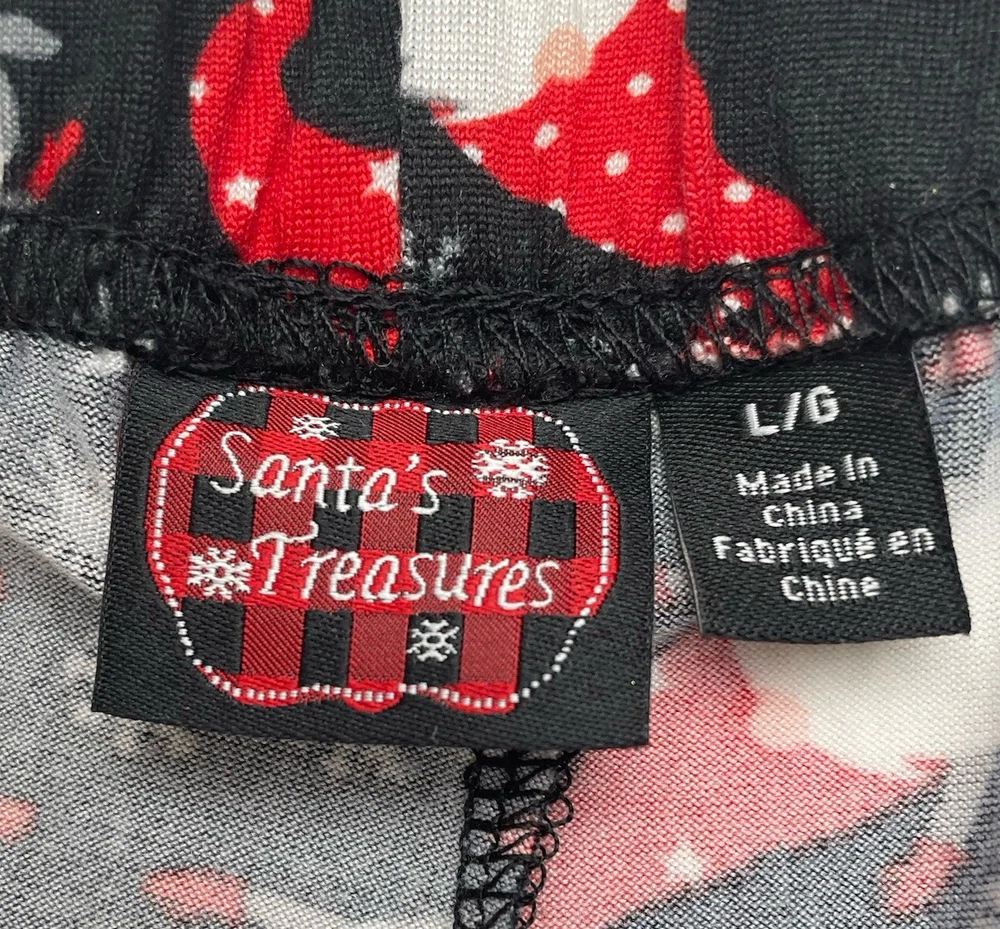 Santa's
Treasures
L/G
Made in
China
Fabriqué en
Chine